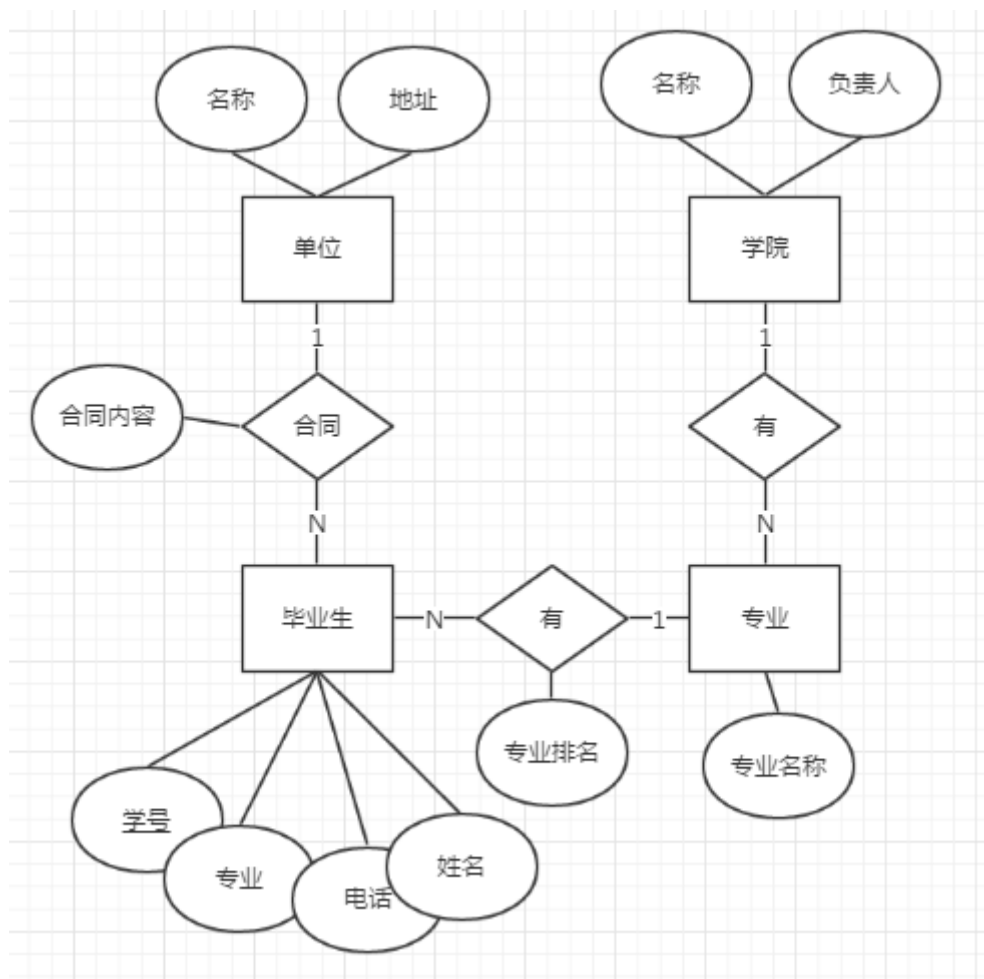 名称
地址
名称
负责人
单位
学院
1
1
合同内容
合同
有
N
N
毕业生
N
有
1
专业
专业排名
专业名称
学号
专业
电话
姓名